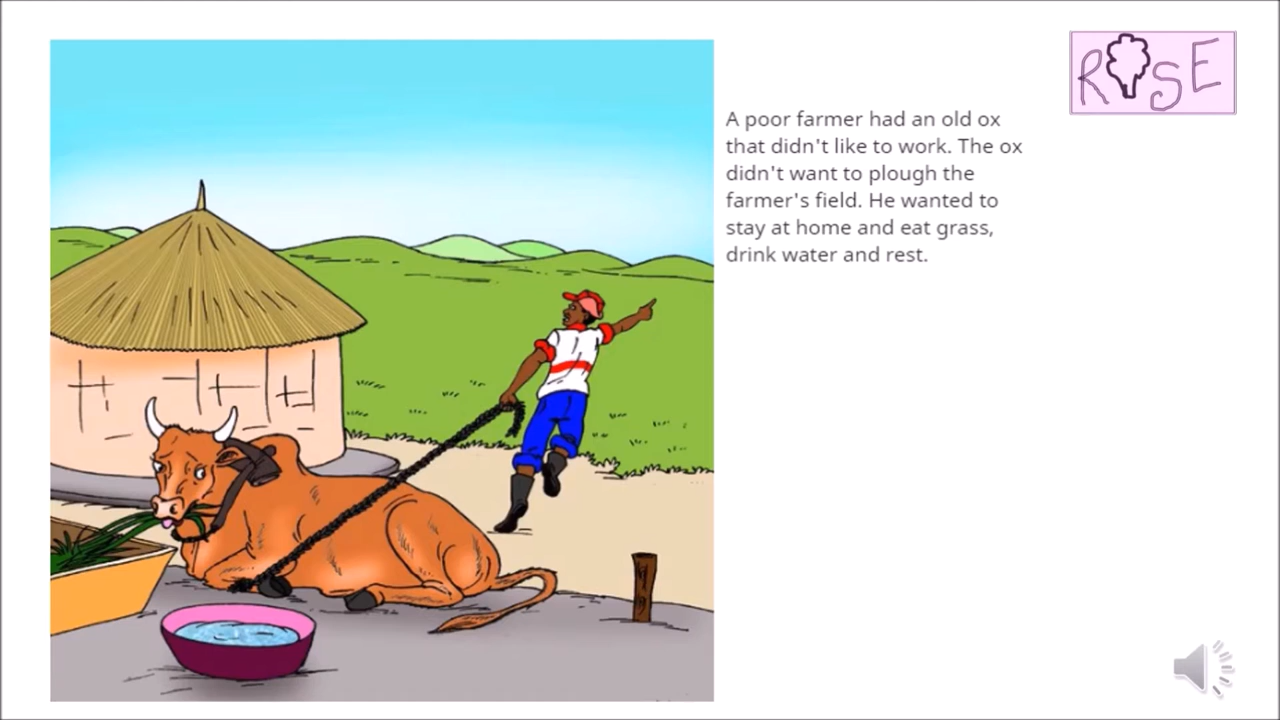 R SE
A poor farmer had an old ox
that didn't like to work. The ox
didn't want to plough the
farmer's field. He wanted to
stay at home and eat grass,
drink water and rest.